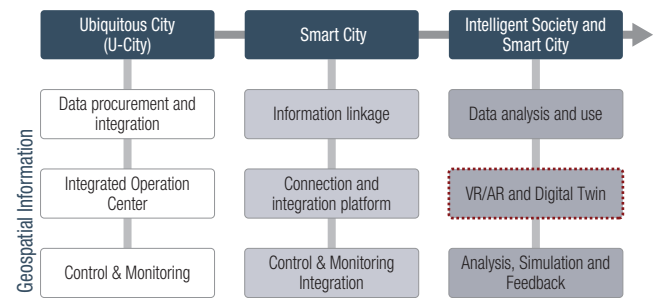 Ubiquitous City
(U-City)
Smart City
Intelligent Society and
Smart City
Geospatial Information
Data procurement and
integration
Information linkage
Data analysis and use
Integrated Operation
Center
Connection and
integration platform
VR/AR and Digital Twin
Control & Monitoring
Control & Monitoring
Integration
Analysis, Simulation and
Feedback